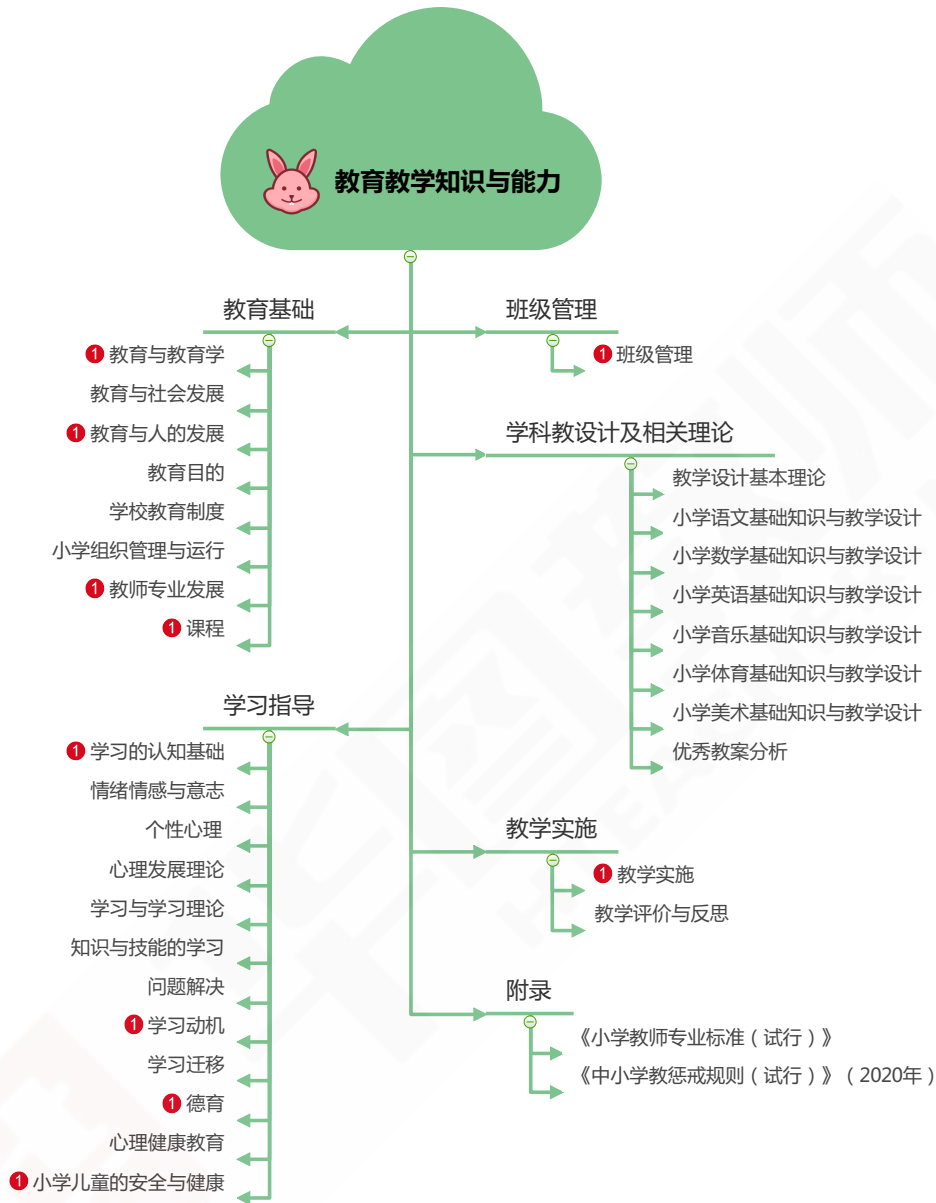 教育教学知识与能力
教育基础
❶ 教育与教育学
教育与社会发展
❶ 教育与人的发展
教育目的
学校教育制度
小学组织管理与运行
❶ 教师专业发展
❶ 课程
学习指导
❶ 学习的认知基础
情绪情感与意志
个性心理
心理发展理论
学习与学习理论
知识与技能的学习
问题解决
❶ 学习动机
学习迁移
❶ 德育
心理健康教育
❶ 小学儿童的安全与健康
班级管理
❶ 班级管理
学科教设计及相关理论
教学设计基本理论
小学语文基础知识与教学设计
小学数学基础知识与教学设计
小学英语基础知识与教学设计
小学音乐基础知识与教学设计
小学体育基础知识与教学设计
小学美术基础知识与教学设计
优秀教案分析
教学实施
❶ 教学实施
教学评价与反思
附录
《小学教师专业标准（试行）》
《中小学教惩戒规则（试行）》（2020年）